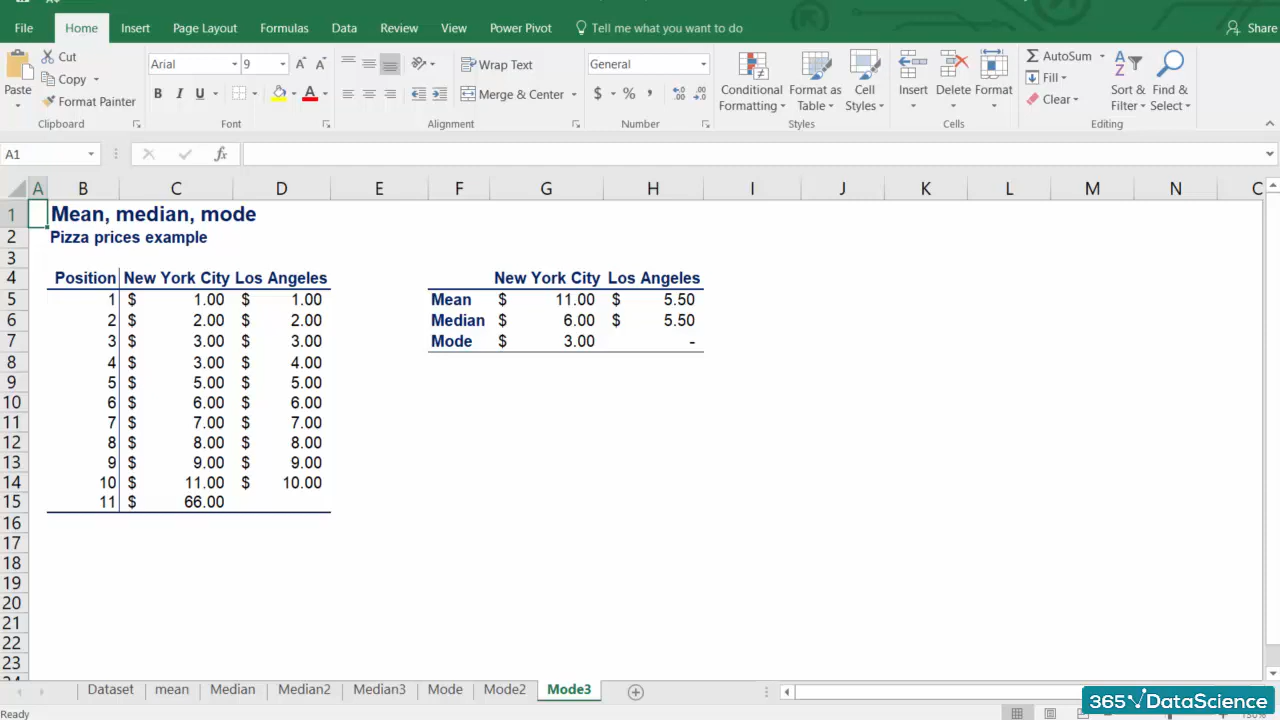 File Home Insert Page Layout Formulas Data Review View Power Pivot Tell me what you want to do Share
Paste Cut Copy Format Painter Clipboard
Arial 9 A A B I U A Font
Wrap Text Merge & Center Alignment
General $ % , Number
Conditional Formatting Format as Table Cell Styles Styles
Insert Delete Format Cells
AutoSum Fill Clear Sort & Filter Find & Select Editing
A1 fx
A B C D E F G H I J K L M N
1 Mean, median, mode
2 Pizza prices example
3
4 Position New York City Los Angeles New York City Los Angeles
5 1 $ 1.00 $ 1.00 Mean $ 11.00 $ 5.50
6 2 $ 2.00 $ 2.00 Median $ 6.00 $ 5.50
7 3 $ 3.00 $ 3.00 Mode $ 3.00 -
8 4 $ 3.00 $ 4.00
9 5 $ 5.00 $ 5.00
10 6 $ 6.00 $ 6.00
11 7 $ 7.00 $ 7.00
12 8 $ 8.00 $ 8.00
13 9 $ 9.00 $ 9.00
14 10 $ 11.00 $ 10.00
15 11 $ 66.00
16
17
18
19
20
21
22
23
Dataset mean Median Median2 Median3 Mode Mode2 Mode3
365 DataScience
Ready